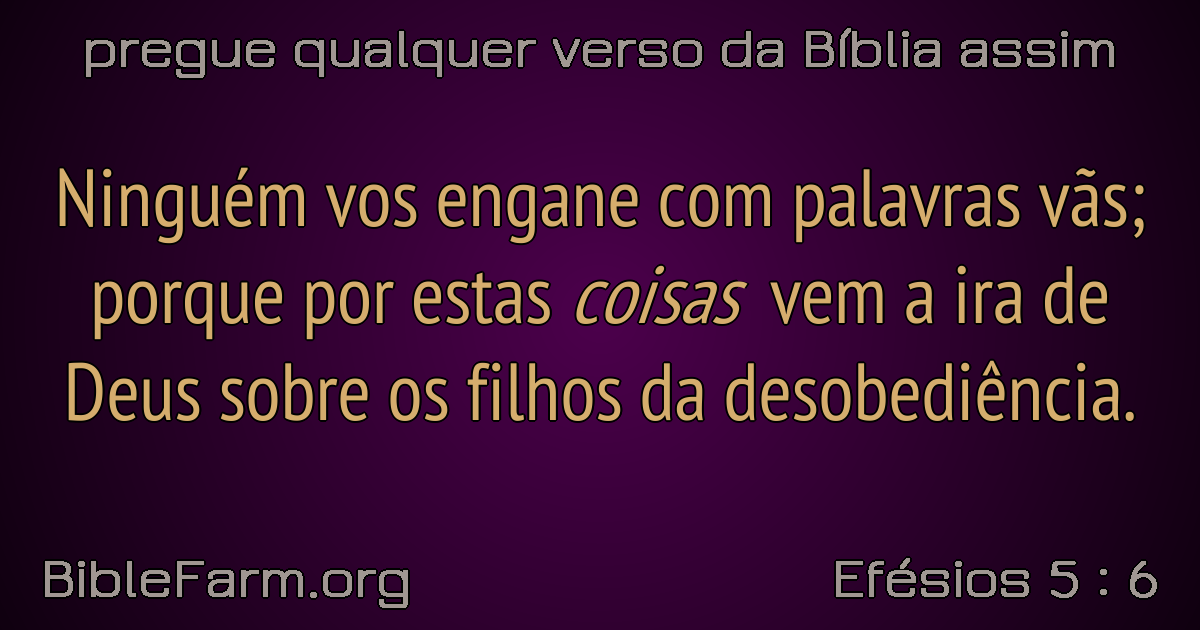 pregue qualquer verso da Bíblia assim
Ninguém vos engane com palavras vãs;
porque por estas coisas vem a ira de
Deus sobre os filhos da desobediência.
BibleFarm.org
Efésios 5 : 6